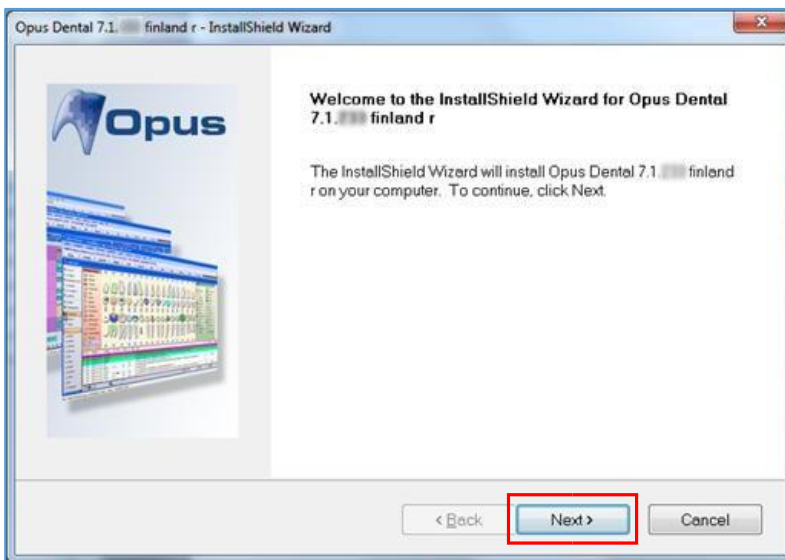 Opus Dental 7.1. finland r - InstallShield Wizard
Opus
Welcome to the InstallShield Wizard for Opus Dental
7.1. finland r
The InstallShield Wizard will install Opus Dental 7.1. finland
r on your computer. To continue, click Next.
< Back
Next >
Cancel